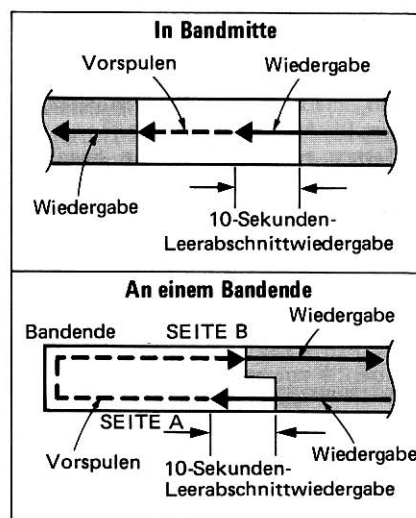 In Bandmitte
Vorspulen
Wiedergabe
Wiedergabe
10-Sekunden-
Leerabschnittwiedergabe
An einem Bandende
Wiedergabe
Bandende
SEITE B
SEITE A
Vorspulen
Wiedergabe
10-Sekunden-
Leerabschnittwiedergabe